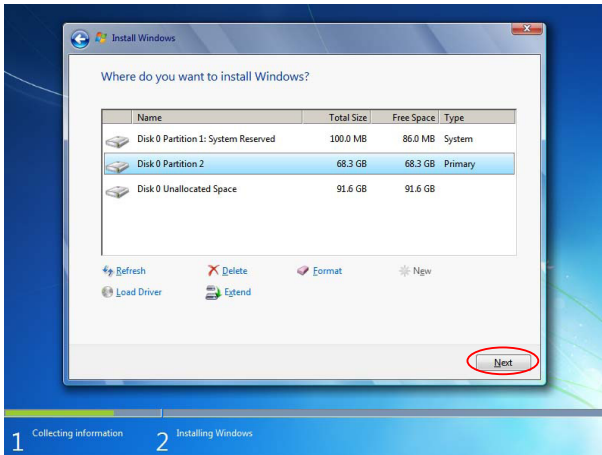 Install Windows
Where do you want to install Windows?
Name Total Size Free Space Type
Disk 0 Partition 1: System Reserved 100.0 MB 86.0 MB System
Disk 0 Partition 2 68.3 GB 68.3 GB Primary
Disk 0 Unallocated Space 91.6 GB 91.6 GB
Refresh Delete Format New
Load Driver Extend
Next
1 Collecting information 2 Installing Windows